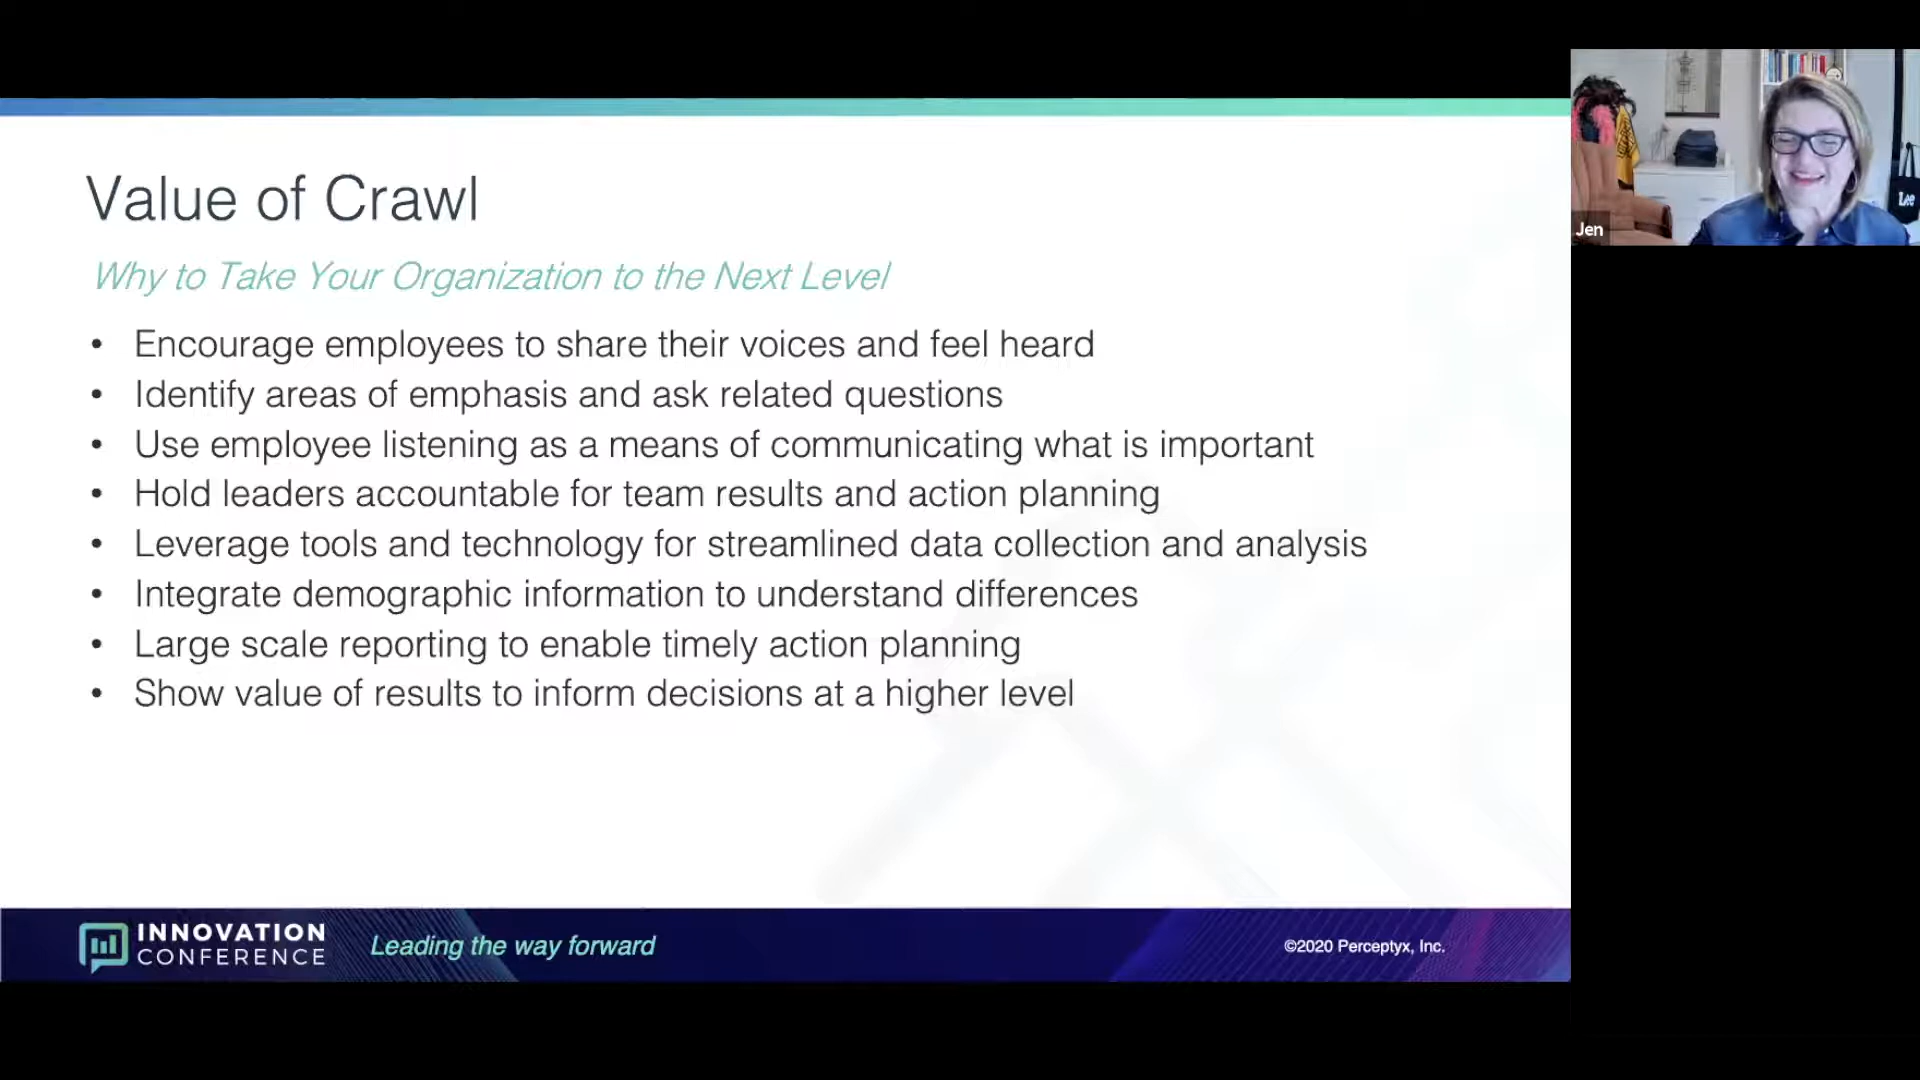 Value of Crawl
Why to Take Your Organization to the Next Level
• Encourage employees to share their voices and feel heard
• Identify areas of emphasis and ask related questions
• Use employee listening as a means of communicating what is important
• Hold leaders accountable for team results and action planning
• Leverage tools and technology for streamlined data collection and analysis
• Integrate demographic information to understand differences
• Large scale reporting to enable timely action planning
• Show value of results to inform decisions at a higher level
INNOVATION
CONFERENCE
Leading the way forward
©2020 Perceptyx, Inc.
Jen
Lee